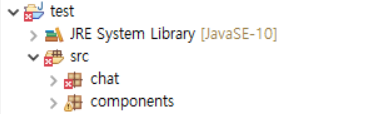 test
JRE System Library [JavaSE-10]
src
chat
components